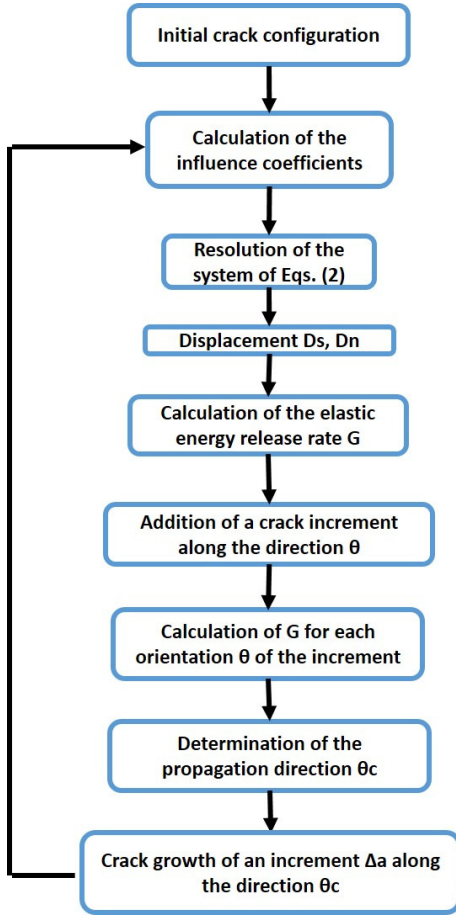 Initial crack configuration
Calculation of the
influence coefficients
Resolution of the
system of Eqs. (2)
Displacement Ds, Dn
Calculation of the elastic
energy release rate G
Addition of a crack increment
along the direction θ
Calculation of G for each
orientation θ of the increment
Determination of the
propagation direction θc
Crack growth of an increment Δa along
the direction θc